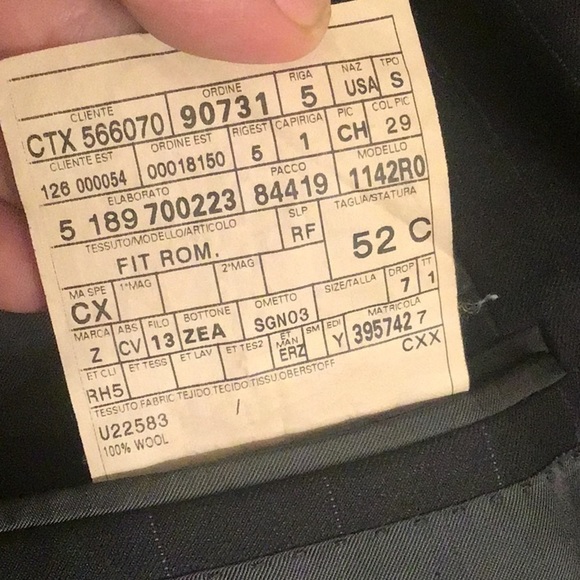 CLIENTE ORDINE RIGA NAZ TPO
CTX 566070 90731 5 USA S
CLIENTE EST ORDINE EST RIGEST CAPIRIGA PIC COL PIC
126 000054 00018150 5 1 CH 29
ELABORATO PACCO MODELLO
5 189 700223 84419 1142R0
TESSUTO/MODELLO/ARTICOLO SLP TAGLIA/STATURA
FIT ROM. RF 52 C
MA SPE 1°MAG 2°MAG
CX
MARCA ABS FILO BOTTONE OMETTO SIZE/TALLA DROP TT
Z CV 13 ZEA SGN03 7 1
ET CLI ET TESS ET LAV ET TES2 ET MAN SM EDI MATRICOLA
RH5 ERZ Y 395742 7
CXX
TESSUTO FABRIC TEJIDO TECIDO TISSU OBERSTOFF
U22583 /
100% WOOL